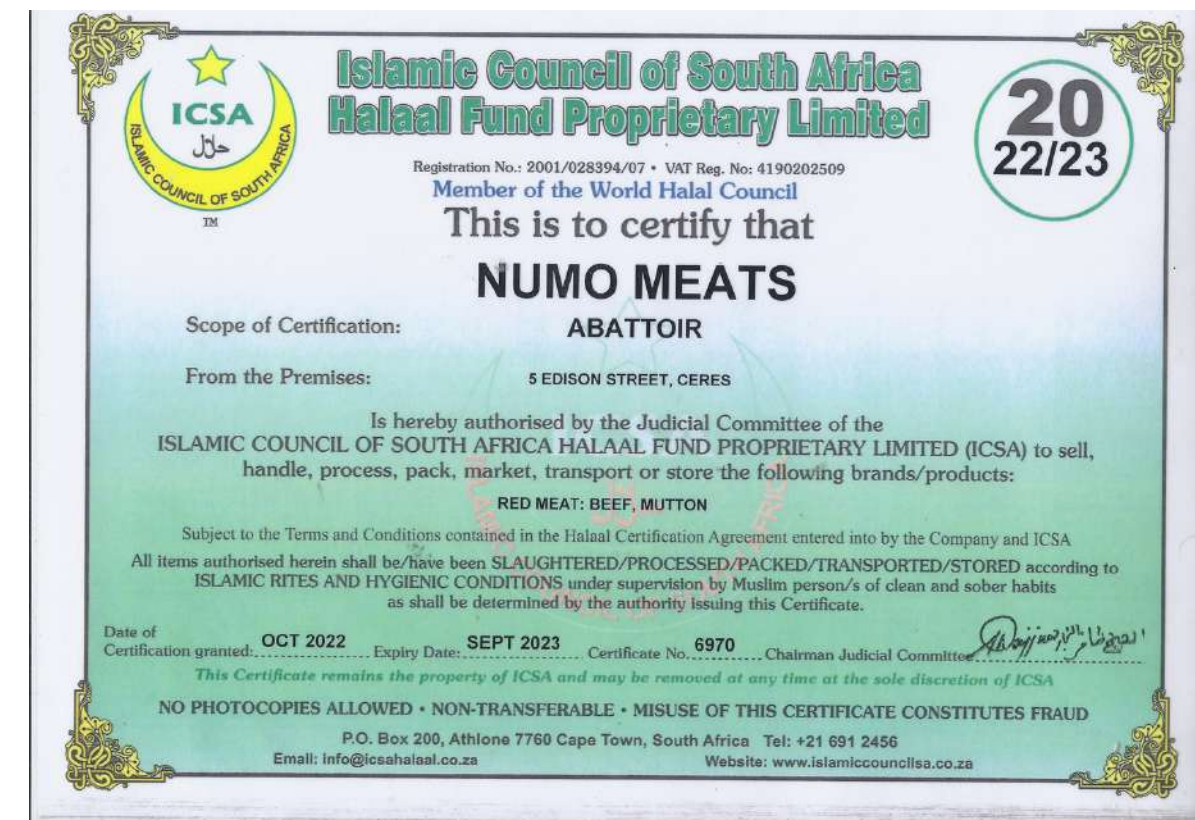 ICSA
حلال
ISLAMIC COUNCIL OF SOUTH AFRICA
TM
Islamic Council of South Africa
Halaal Fund Proprietary Limited
20
22/23
Registration No.: 2001/028394/07 • VAT Reg. No: 4190202509
Member of the World Halal Council
This is to certify that
NUMO MEATS
Scope of Certification: ABATTOIR
From the Premises: 5 EDISON STREET, CERES
Is hereby authorised by the Judicial Committee of the
ISLAMIC COUNCIL OF SOUTH AFRICA HALAAL FUND PROPRIETARY LIMITED (ICSA) to sell,
handle, process, pack, market, transport or store the following brands/products:
RED MEAT: BEEF, MUTTON
Subject to the Terms and Conditions contained in the Halaal Certification Agreement entered into by the Company and ICSA
All items authorised herein shall be/have been SLAUGHTERED/PROCESSED/PACKED/TRANSPORTED/STORED according to
ISLAMIC RITES AND HYGIENIC CONDITIONS under supervision by Muslim person/s of clean and sober habits
as shall be determined by the authority issuing this Certificate.
Date of
Certification granted: OCT 2022 Expiry Date: SEPT 2023 Certificate No. 6970 Chairman Judicial Committee
This Certificate remains the property of ICSA and may be removed at any time at the sole discretion of ICSA
NO PHOTOCOPIES ALLOWED • NON-TRANSFERABLE • MISUSE OF THIS CERTIFICATE CONSTITUTES FRAUD
P.O. Box 200, Athlone 7760 Cape Town, South Africa Tel: +21 691 2456
Email: info@icsahalaal.co.za Website: www.islamiccouncilsa.co.za